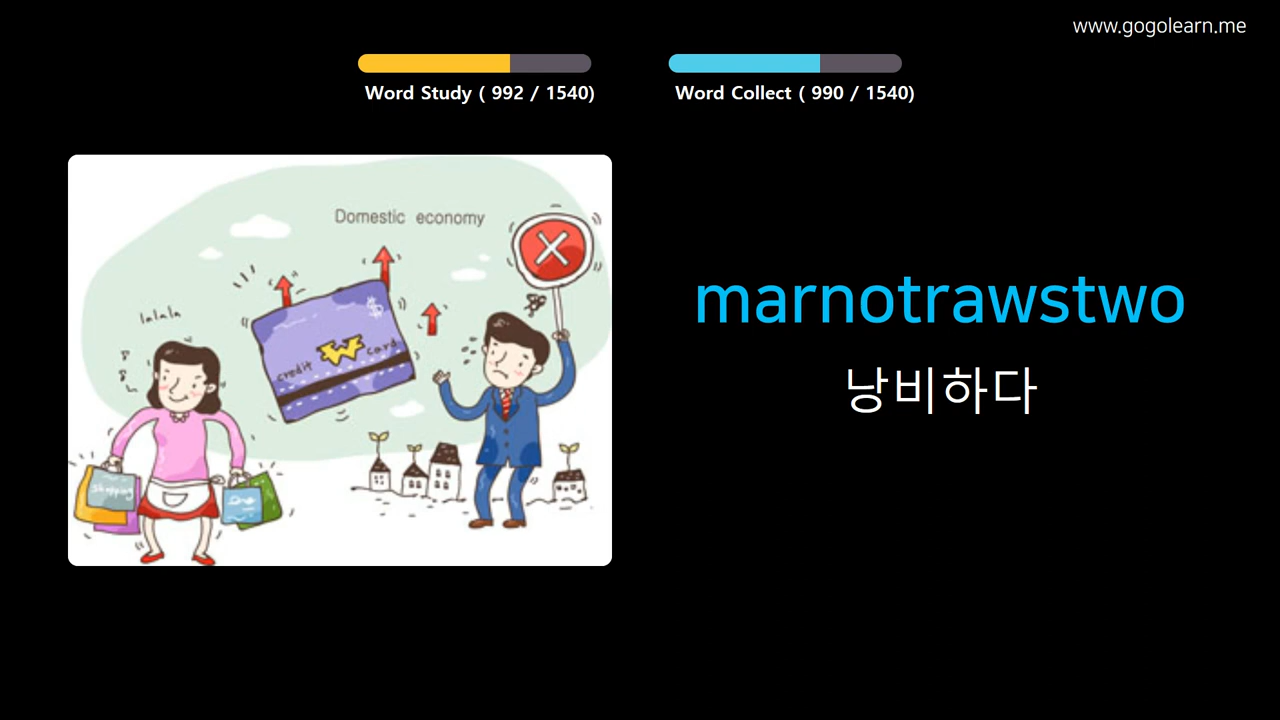 www.gogolearn.me
Word Study ( 992 / 1540)
Word Collect ( 990 / 1540)
Domestic economy
lalala
credit W card
shopping
marnotrawstwo
낭비하다